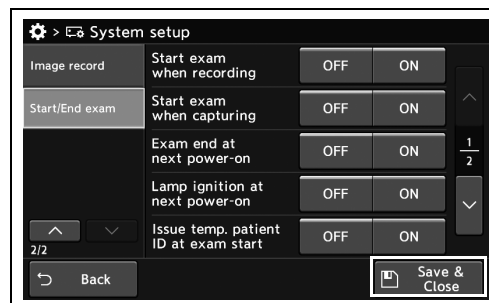 > System setup
Image record
Start/End exam
2/2
Start exam
when recording
OFF ON
Start exam
when capturing
OFF ON
Exam end at
next power-on
OFF ON
Lamp ignition at
next power-on
OFF ON
Issue temp. patient
ID at exam start
OFF ON
1
2
Back
Save &
Close